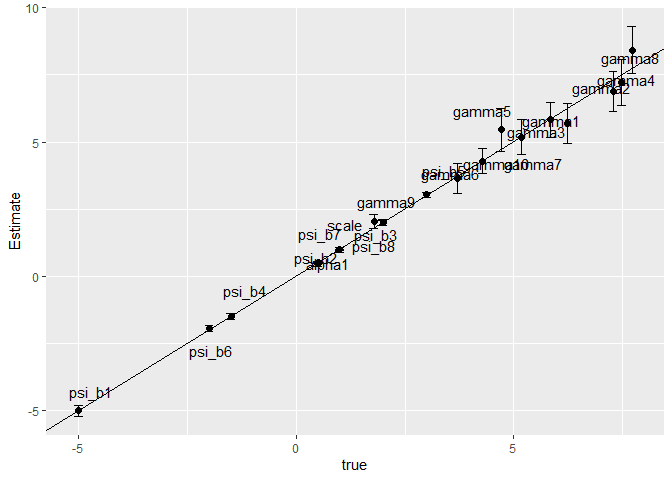 10
gamma8
gamma4
gamma2
gamma5
gamma1
5
gamma3
gamma10
gamma7
psi_b5
gamma6
gamma9
scale
psi_b7
psi_b3
psi_b8
psi_b2
alpha1
0
psi_b4
psi_b6
psi_b1
-5
Estimate
-5
0
5
true